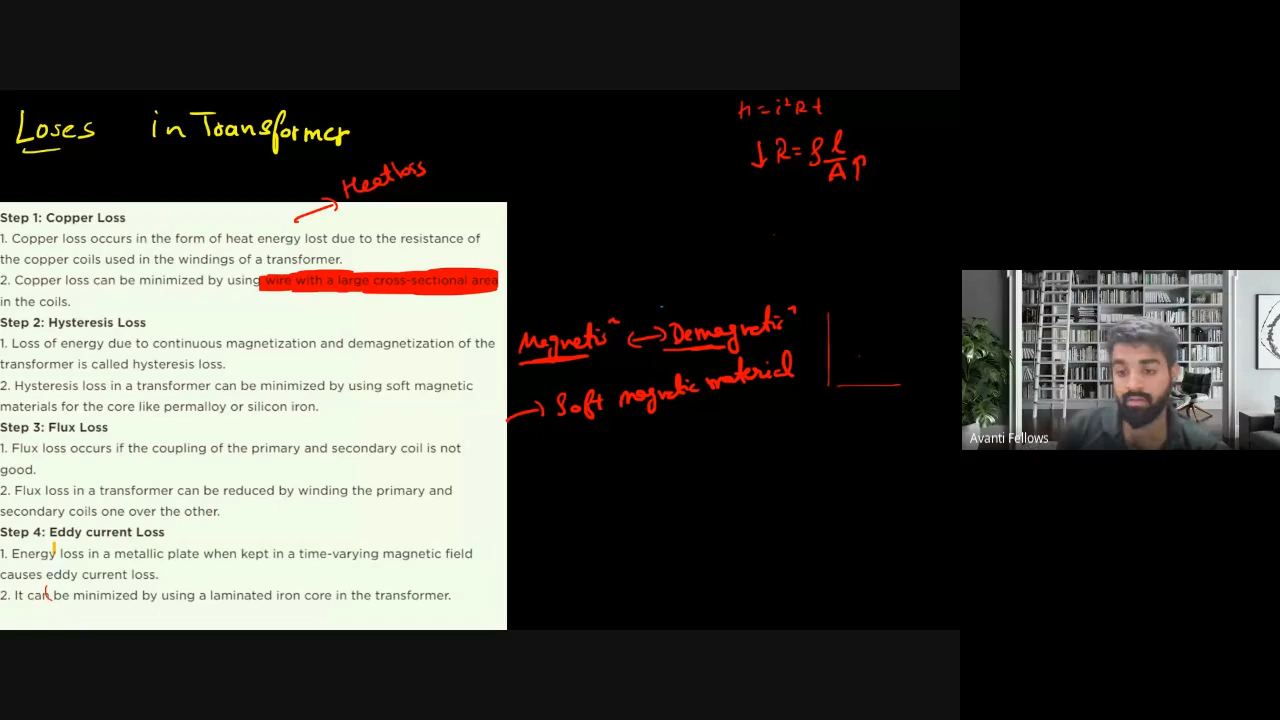 Loses in Transformer
H = i²Rt
↓ R = ρ l/A ↑
Heat loss
Step 1: Copper Loss
1. Copper loss occurs in the form of heat energy lost due to the resistance of
the copper coils used in the windings of a transformer.
2. Copper loss can be minimized by using wire with a large cross-sectional area
in the coils.
Step 2: Hysteresis Loss
1. Loss of energy due to continuous magnetization and demagnetization of the
transformer is called hysteresis loss.
2. Hysteresis loss in a transformer can be minimized by using soft magnetic
materials for the core like permalloy or silicon iron.
Step 3: Flux Loss
1. Flux loss occurs if the coupling of the primary and secondary coil is not
good.
2. Flux loss in a transformer can be reduced by winding the primary and
secondary coils one over the other.
Step 4: Eddy current Loss
1. Energy loss in a metallic plate when kept in a time-varying magnetic field
causes eddy current loss.
2. It can be minimized by using a laminated iron core in the transformer.
Magnetisⁿ ↔ Demagneticⁿ
→ Soft magnetic material
Avanti Fellows